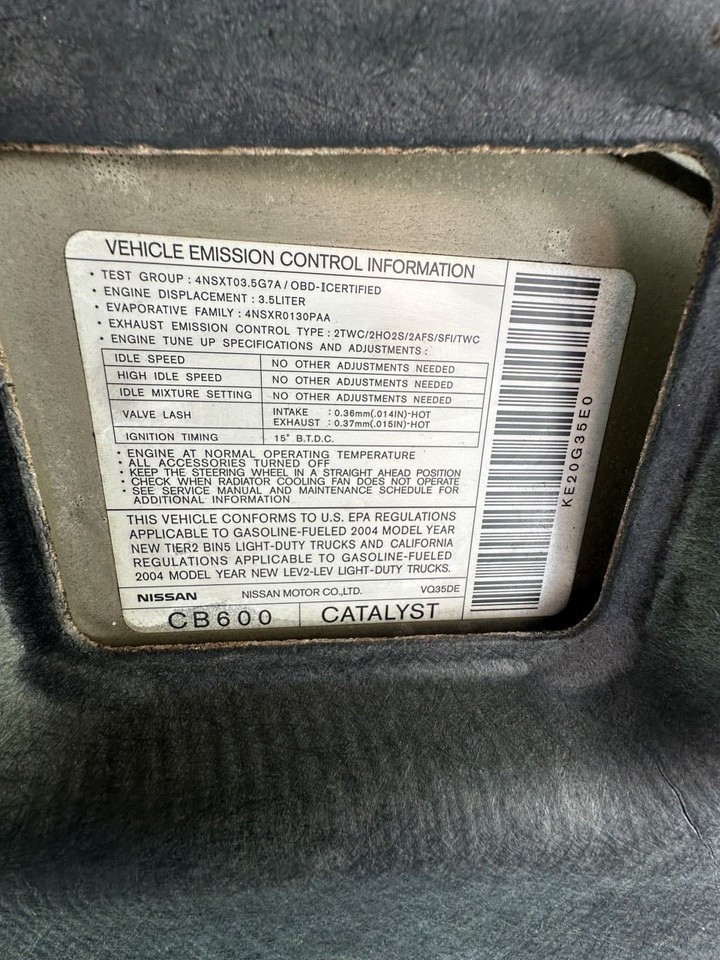 VEHICLE EMISSION CONTROL INFORMATION
• TEST GROUP : 4NSXT03.5G7A / OBD-ICERTIFIED
• ENGINE DISPLACEMENT : 3.5LITER
• EVAPORATIVE FAMILY : 4NSXR0130PAA
• EXHAUST EMISSION CONTROL TYPE : 2TWC/2HO2S/2AFS/SFI/TWC
• ENGINE TUNE UP SPECIFICATIONS AND ADJUSTMENTS :
IDLE SPEED NO OTHER ADJUSTMENTS NEEDED
HIGH IDLE SPEED NO OTHER ADJUSTMENTS NEEDED
IDLE MIXTURE SETTING NO OTHER ADJUSTMENTS NEEDED
VALVE LASH INTAKE : 0.36mm(.014IN)-HOT
EXHAUST : 0.37mm(.015IN)-HOT
IGNITION TIMING 15° B.T.D.C.
• ENGINE AT NORMAL OPERATING TEMPERATURE
• ALL ACCESSORIES TURNED OFF
• KEEP THE STEERING WHEEL IN A STRAIGHT AHEAD POSITION
• CHECK WHEN RADIATOR COOLING FAN DOES NOT OPERATE
• SEE SERVICE MANUAL AND MAINTENANCE SCHEDULE FOR
ADDITIONAL INFORMATION
THIS VEHICLE CONFORMS TO U.S. EPA REGULATIONS
APPLICABLE TO GASOLINE-FUELED 2004 MODEL YEAR
NEW TIER2 BIN5 LIGHT-DUTY TRUCKS AND CALIFORNIA
REGULATIONS APPLICABLE TO GASOLINE-FUELED
2004 MODEL YEAR NEW LEV2-LEV LIGHT-DUTY TRUCKS.
NISSAN NISSAN MOTOR CO.,LTD. VQ35DE
CB600 CATALYST
KE20G35E0